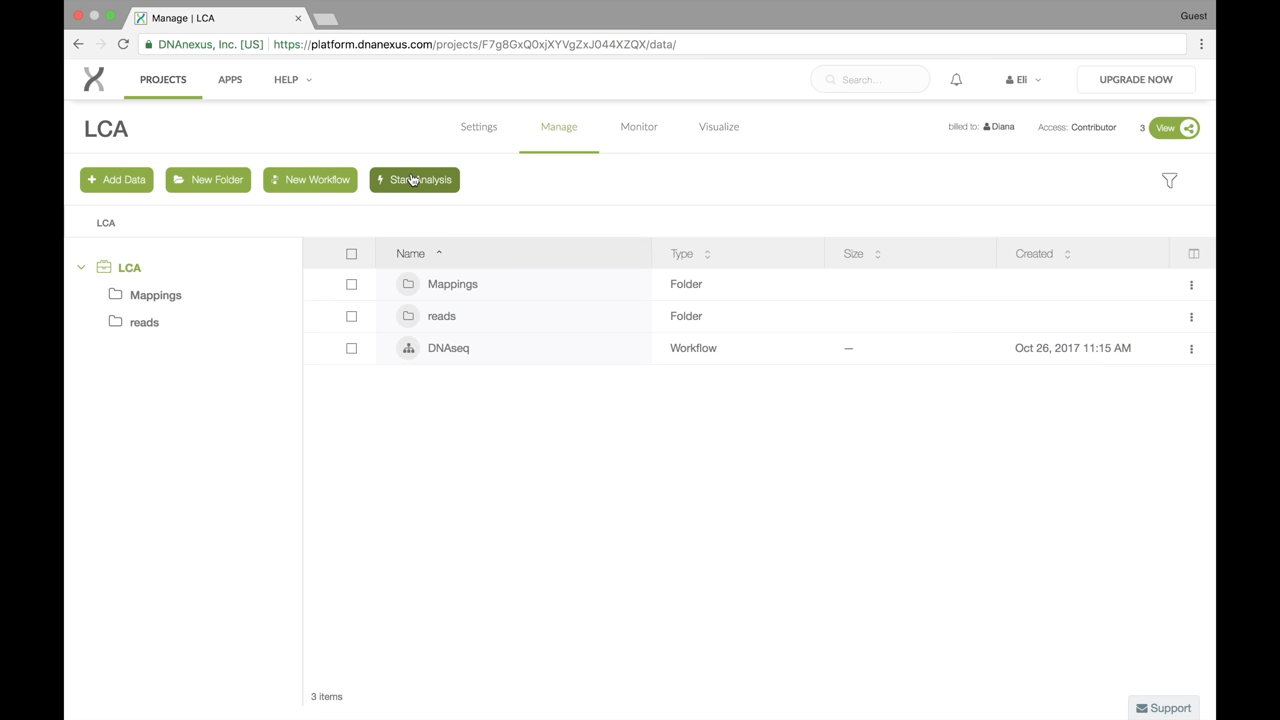 Manage | LCA
Guest
DNAnexus, Inc. [US] https://platform.dnanexus.com/projects/F7g8GxQ0xjXYVgZxJ044XZQX/data/
PROJECTS APPS HELP Search... Eli UPGRADE NOW
LCA Settings Manage Monitor Visualize billed to: Diana Access: Contributor 3 View
Add Data New Folder New Workflow Start Analysis
LCA
LCA
Mappings
reads
Name Type Size Created
Mappings Folder
reads Folder
DNAseq Workflow — Oct 26, 2017 11:15 AM
3 items
Support